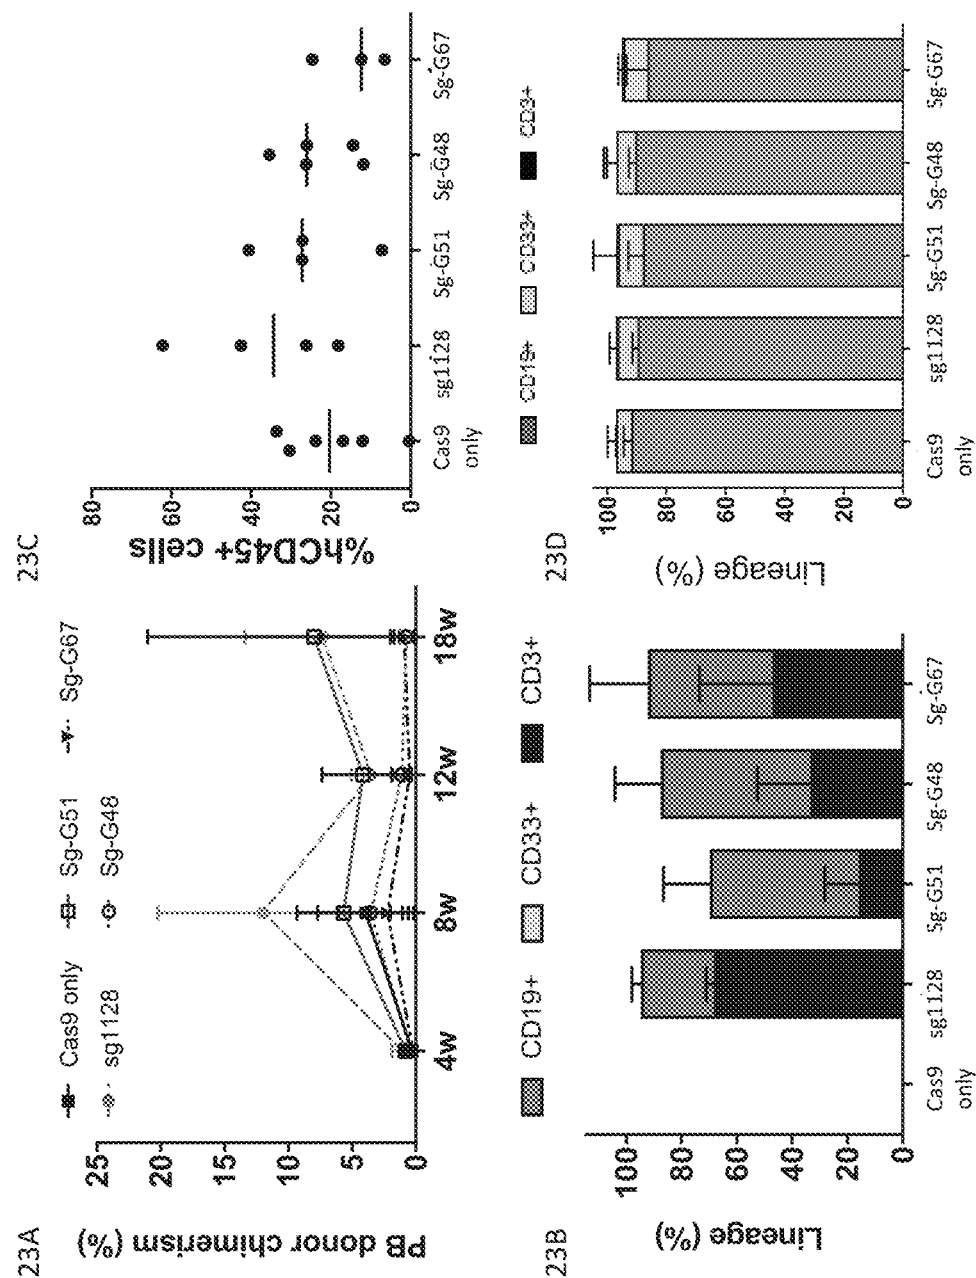 23A
PB donor chimerism (%)
25
20
15
10
5
0
4w
8w
12w
18w
Cas9 only
Sg-G51
Sg-G67
sg1128
Sg-G48
23C
%hCD45+ cells
80
60
40
20
0
Cas9
only
sg1128
Sg-G51
Sg-G48
Sg-G67
23B
CD19+
CD33+
CD3+
Lineage (%)
100
80
60
40
20
0
Cas9
only
sg1128
Sg-G51
Sg-G48
Sg-G67
23D
CD19+
CD33+
CD3+
Lineage (%)
100
80
60
40
20
0
Cas9
only
sg1128
Sg-G51
Sg-G48
Sg-G67